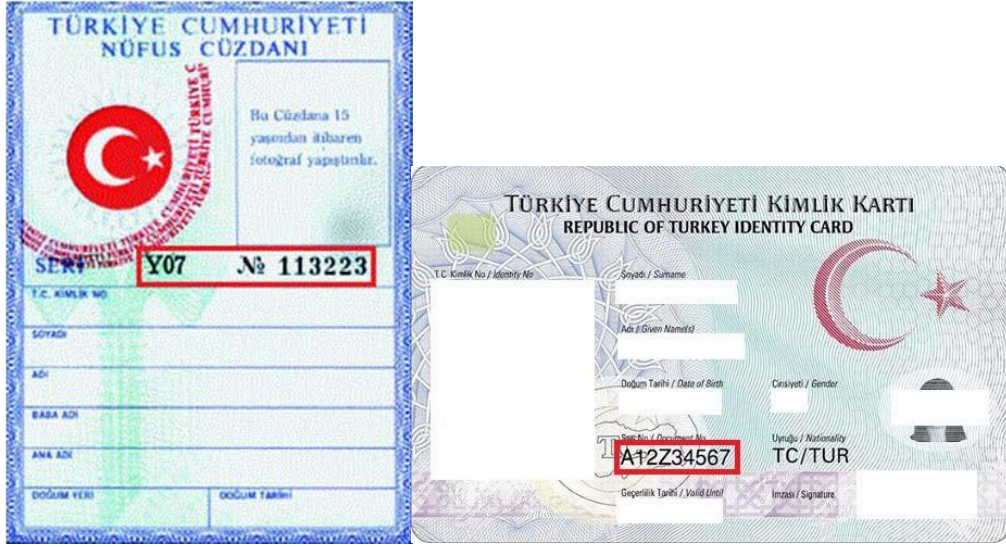 TÜRKİYE CUMHURİYETİ
NÜFUS CÜZDANI
Bu Cüzdana 15
yaşından itibaren
fotoğraf yapıştırılır.
SERİ Y07 № 113223
T.C. KİMLİK NO
SOYADI
ADI
BABA ADI
ANA ADI
DOĞUM YERİ DOĞUM TARİHİ
TÜRKİYE CUMHURİYETİ KİMLİK KARTI
REPUBLIC OF TURKEY IDENTITY CARD
T.C. Kimlik No / Identity No
Soyadı / Surname
Adı / Given Name(s)
Doğum Tarihi / Date of Birth Cinsiyeti / Gender
Seri No / Document No Uyruğu / Nationality
A12Z34567 TC/TUR
Geçerlilik Tarihi / Valid Until İmzası / Signature